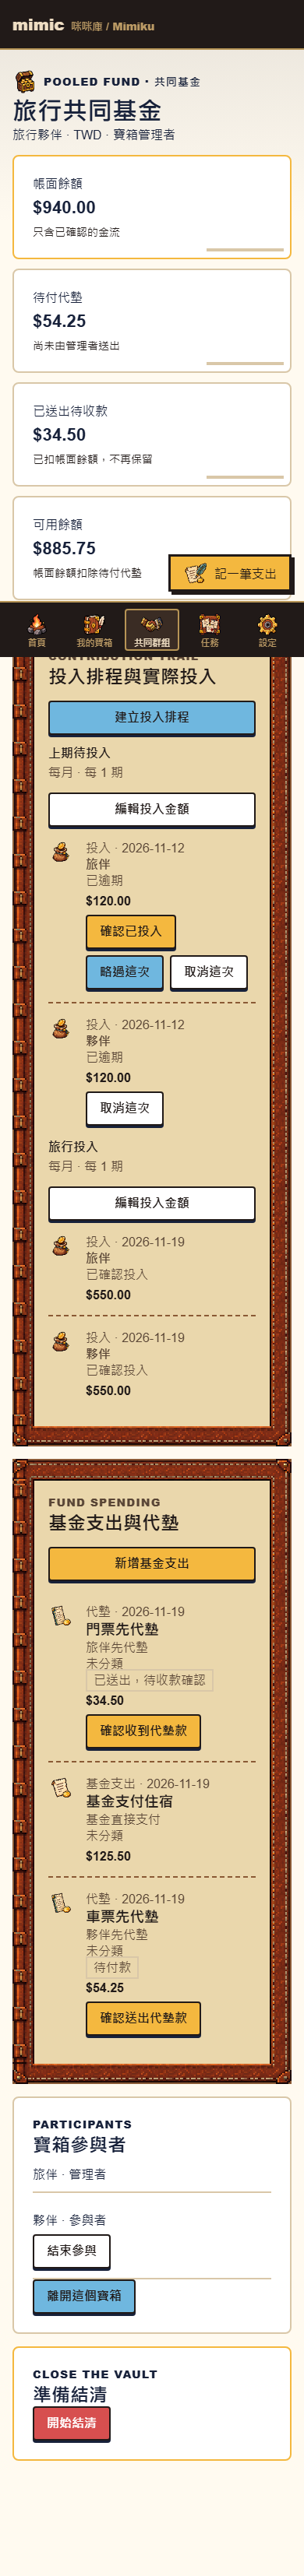 mimic 咪咪庫 / Mimiku
POOLED FUND • 共同基金
旅行共同基金
旅行夥伴 · TWD · 寶箱管理者
帳面餘額
$940.00
只含已確認的金流
待付代墊
$54.25
尚未由管理者送出
已送出待收款
$34.50
已扣帳面餘額，不再保留
可用餘額
$885.75
帳面餘額扣除待付代墊
記一筆支出
首頁 我的寶箱 共同群組 任務 設定
CONTRIBUTION TRAIL
投入排程與實際投入
建立投入排程
上期待投入
每月 · 每 1 期
編輯投入金額
投入 · 2026-11-12
旅伴
已逾期
$120.00
確認已投入
略過這次 取消這次
投入 · 2026-11-12
夥伴
已逾期
$120.00
取消這次
旅行投入
每月 · 每 1 期
編輯投入金額
投入 · 2026-11-19
旅伴
已確認投入
$550.00
投入 · 2026-11-19
夥伴
已確認投入
$550.00
FUND SPENDING
基金支出與代墊
新增基金支出
代墊 · 2026-11-19
門票先代墊
旅伴先代墊
未分類
已送出，待收款確認
$34.50
確認收到代墊款
基金支出 · 2026-11-19
基金支付住宿
基金直接支付
未分類
$125.50
代墊 · 2026-11-19
車票先代墊
夥伴先代墊
未分類
待付款
$54.25
確認送出代墊款
PARTICIPANTS
寶箱參與者
旅伴 · 管理者
夥伴 · 參與者
結束參與
離開這個寶箱
CLOSE THE VAULT
準備結清
開始結清